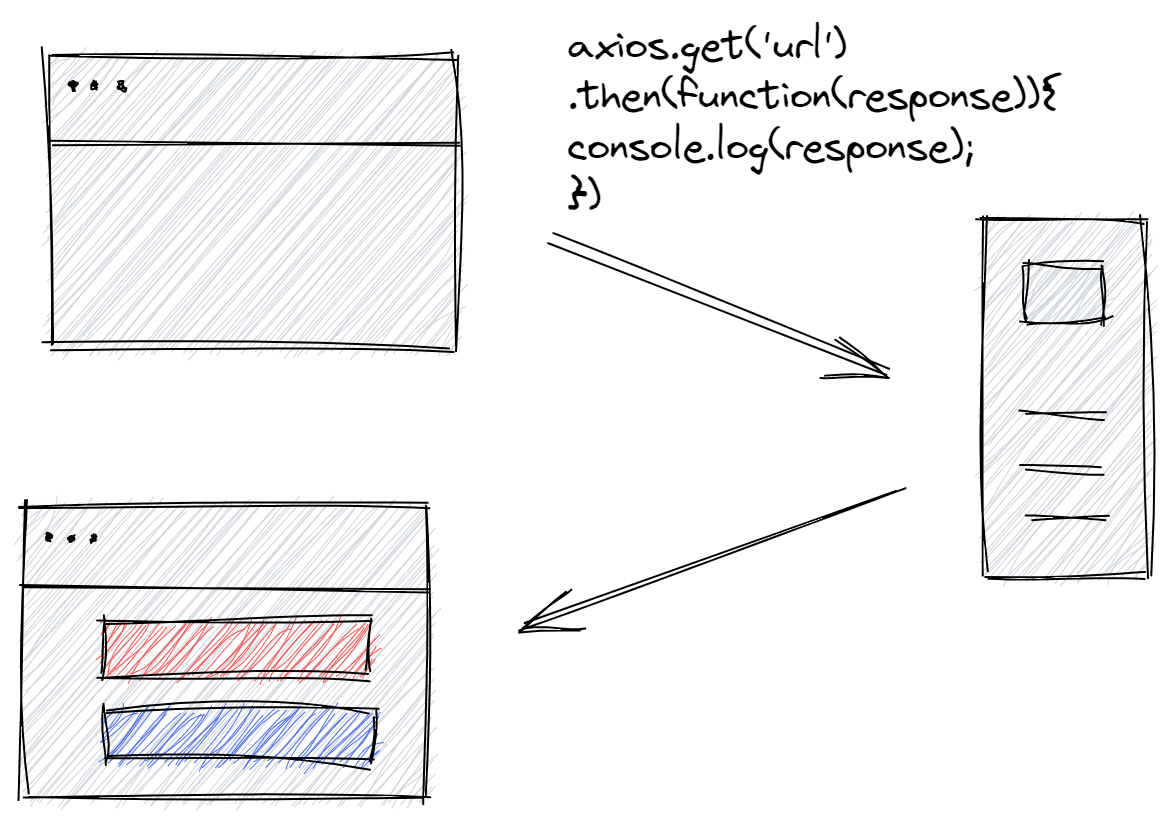 axios.get('url')
.then(function(response)){
console.log(response);
})